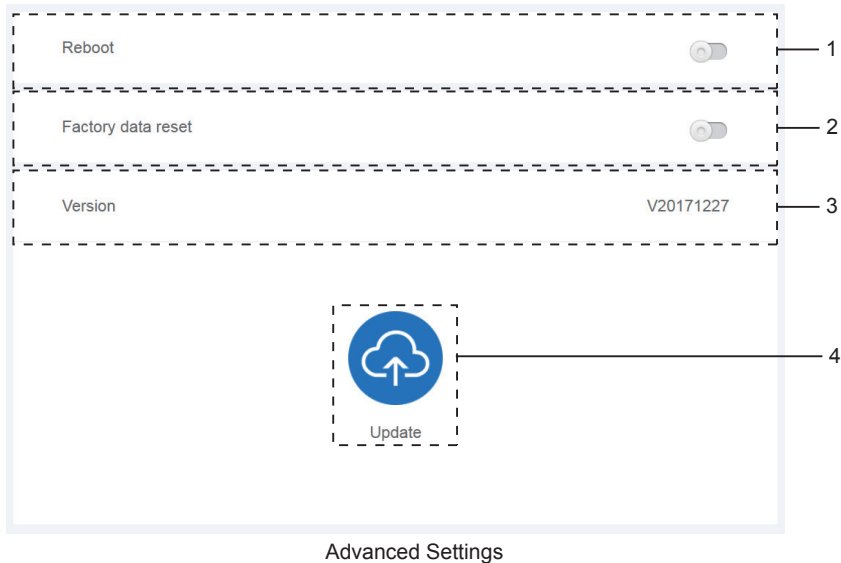 Reboot
1
Factory data reset
2
Version V20171227
3
4
Update
Advanced Settings